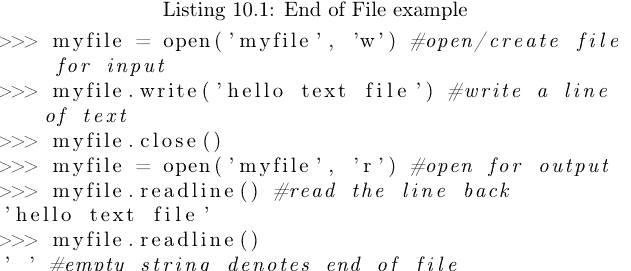 Listing 10.1: End of File example
>>> myfile = open('myfile', 'w') #open/create file
for input
>>> myfile.write('hello text file') #write a line
of text
>>> myfile.close()
>>> myfile = open('myfile', 'r') #open for output
>>> myfile.readline() #read the line back
'hello text file'
>>> myfile.readline()
' ' #empty string denotes end of file